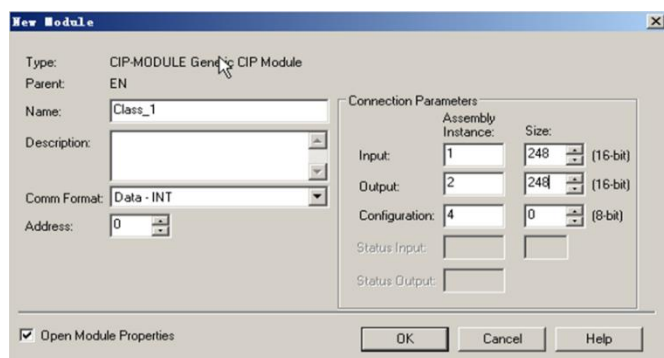 New Module
Type: CIP-MODULE Generic CIP Module
Parent: EN
Name: Class_1
Description:
Comm Format: Data - INT
Address: 0
Connection Parameters
Assembly Instance: Size:
Input: 1 248 (16-bit)
Output: 2 248 (16-bit)
Configuration: 4 0 (8-bit)
Status Input:
Status Output:
Open Module Properties
OK Cancel Help